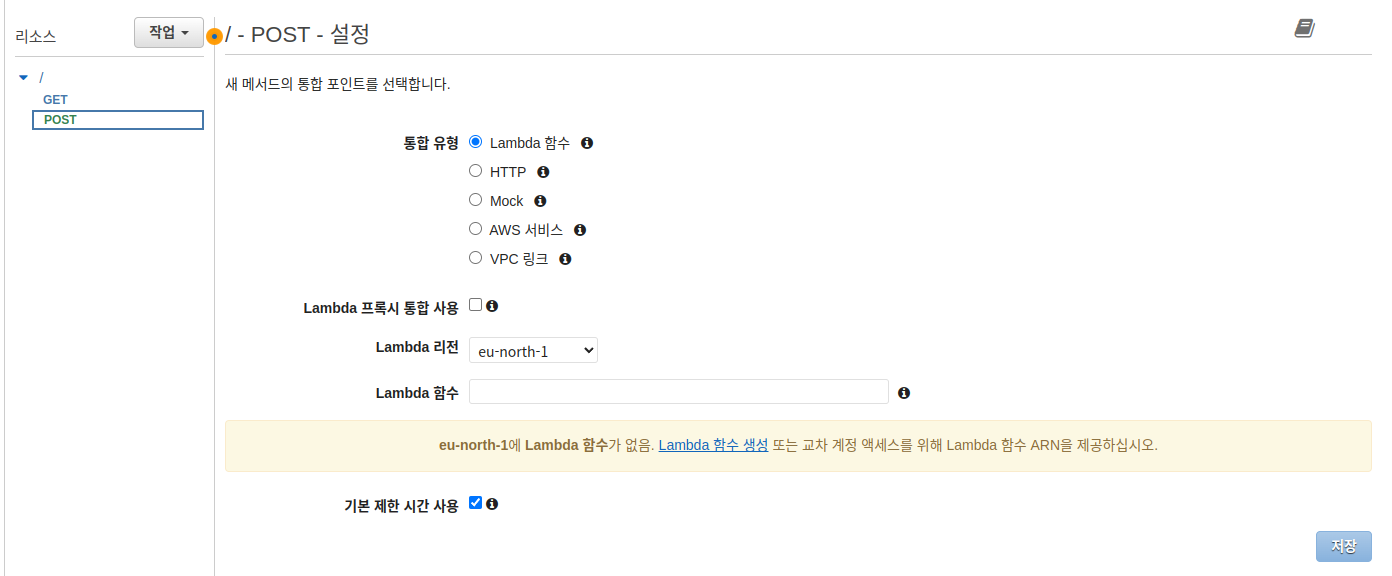 리소스
작업
/ - POST - 설정
/
GET
POST
새 메서드의 통합 포인트를 선택합니다.
통합 유형
Lambda 함수
HTTP
Mock
AWS 서비스
VPC 링크
Lambda 프록시 통합 사용
Lambda 리전
eu-north-1
Lambda 함수
eu-north-1에 Lambda 함수가 없음. Lambda 함수 생성 또는 교차 계정 액세스를 위해 Lambda 함수 ARN을 제공하십시오.
기본 제한 시간 사용
저장